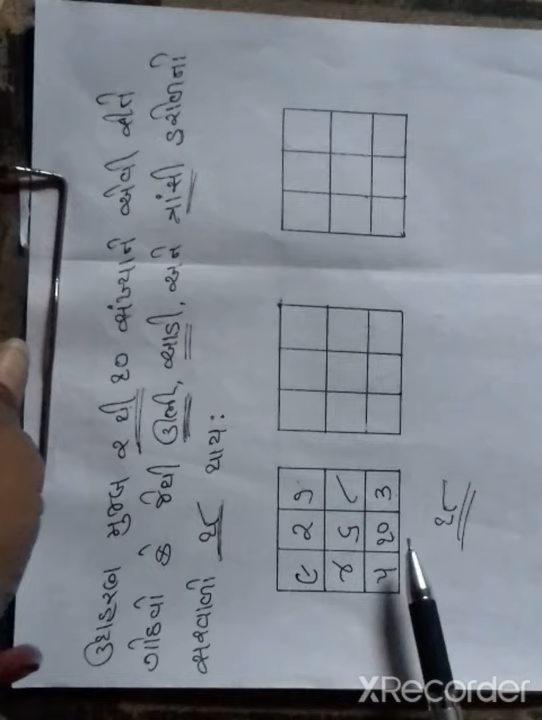 ઉદાહરણ મુજબ ૨ થી ૧૦ સંખ્યાને એવી રીતે
ગોઠવો કે જેથી ઊભી, આડી, અને ત્રાંસી હરોળનો
સરવાળો ૧૮ થાય:
૯ ૨ ૭
૪ ૬ ૮
૫ ૧૦ ૩
૧૮
XRecorder